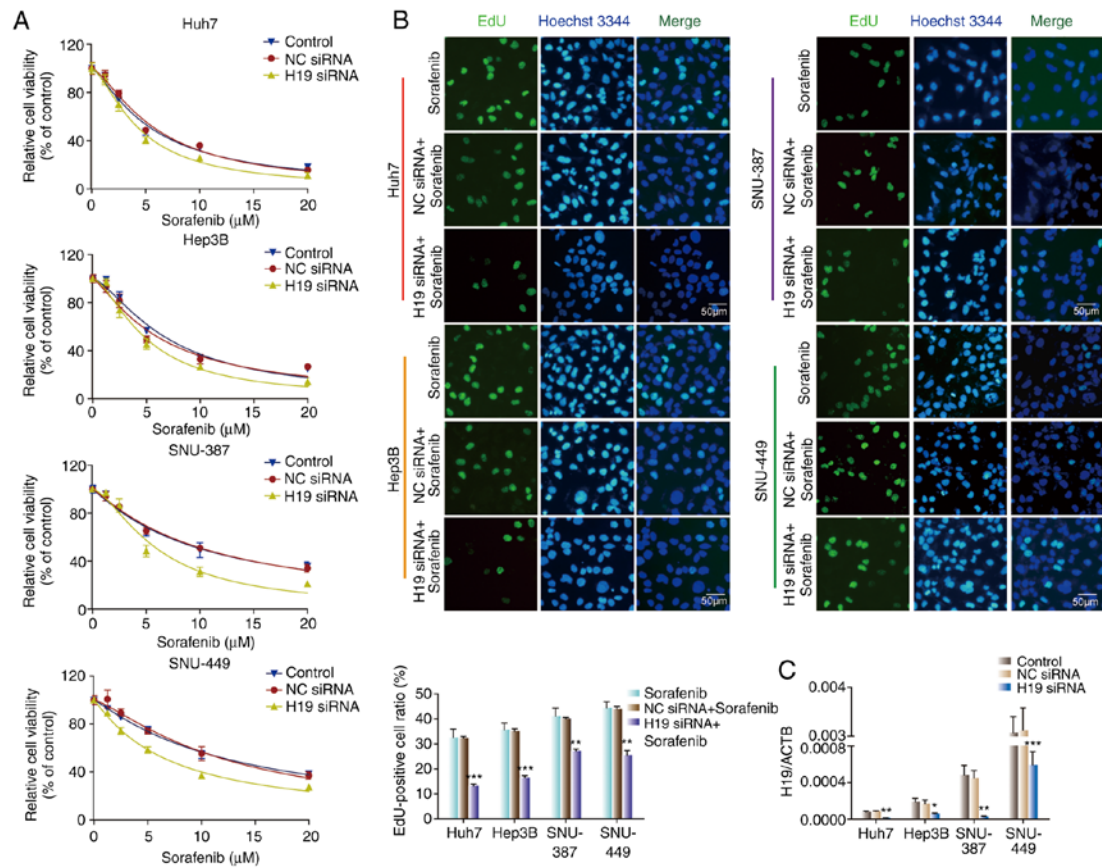 A
Huh7
Control
NC siRNA
H19 siRNA
Relative cell viability
(% of control)
120
80
40
0
0
5
10
15
20
Sorafenib (μM)
Hep3B
Control
NC siRNA
H19 siRNA
Relative cell viability
(% of control)
120
80
40
0
0
5
10
15
20
Sorafenib (μM)
SNU-387
Control
NC siRNA
H19 siRNA
Relative cell viability
(% of control)
120
80
40
0
0
5
10
15
20
Sorafenib (μM)
SNU-449
Control
NC siRNA
H19 siRNA
Relative cell viability
(% of control)
120
80
40
0
0
5
10
15
20
Sorafenib (μM)
B
EdU Hoechst 3344 Merge
Huh7
Sorafenib
NC siRNA+
Sorafenib
H19 siRNA+
Sorafenib
50μm
Hep3B
Sorafenib
NC siRNA+
Sorafenib
H19 siRNA+
Sorafenib
50μm
EdU Hoechst 3344 Merge
SNU-387
Sorafenib
NC siRNA+
Sorafenib
H19 siRNA+
Sorafenib
50μm
SNU-449
Sorafenib
NC siRNA+
Sorafenib
H19 siRNA+
Sorafenib
50μm
EdU-positive cell ratio (%)
50
40
30
20
10
0
Sorafenib
NC siRNA+Sorafenib
H19 siRNA+
Sorafenib
***
***
**
**
Huh7
Hep3B
SNU-
387
SNU-
449
C
Control
NC siRNA
H19 siRNA
H19/ACTB
0.004
0.003
0.0008
0.0004
0.0000
**
*
**
***
Huh7
Hep3B
SNU-
387
SNU-
449